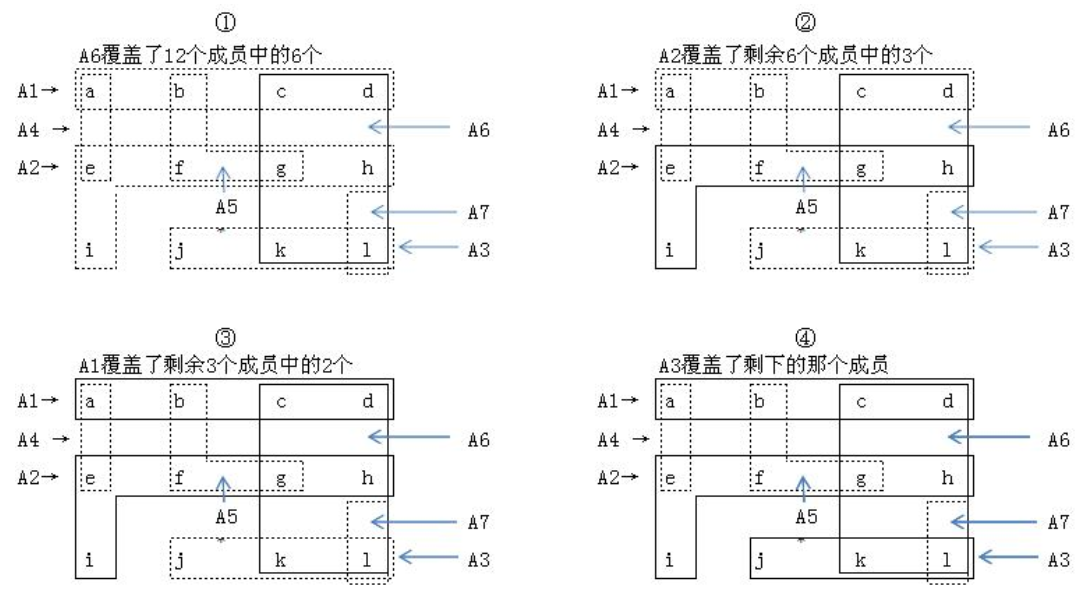 ①
A6覆盖了12个成员中的6个
A1→ a b c d
A4 → A6
A2→ e f g h
A5 A7
i j k l A3
②
A2覆盖了剩余6个成员中的3个
A1→ a b c d
A4 → A6
A2→ e f g h
A5 A7
i j k l A3
③
A1覆盖了剩余3个成员中的2个
A1→ a b c d
A4 → A6
A2→ e f g h
A5 A7
i j k l A3
④
A3覆盖了剩下的那个成员
A1→ a b c d
A4 → A6
A2→ e f g h
A5 A7
i j k l A3